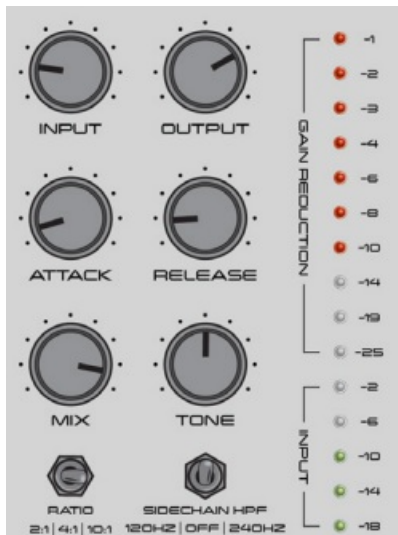 INPUT OUTPUT
ATTACK RELEASE
MIX TONE
RATIO SIDECHAIN HPF
2:1|4:1|10:1 120HZ|OFF|240HZ
GAIN REDUCTION
-1
-2
-3
-4
-6
-8
-10
-14
-19
-25
INPUT
-2
-6
-10
-14
-18